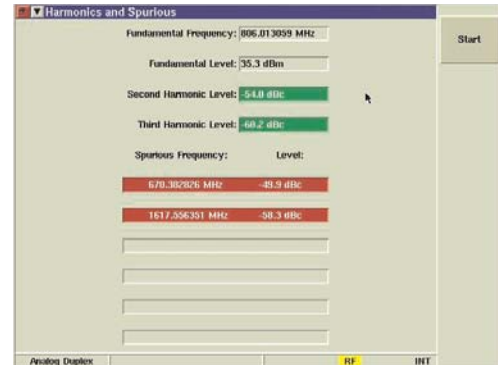 Harmonics and Spurious
Start
Fundamental Frequency: 806.013059 MHz
Fundamental Level: 35.3 dBm
Second Harmonic Level: -54.0 dBc
Third Harmonic Level: -60.2 dBc
Spurious Frequency: Level:
670.382826 MHz -49.9 dBc
1617.556351 MHz -58.3 dBc
Analog Duplex RF INT